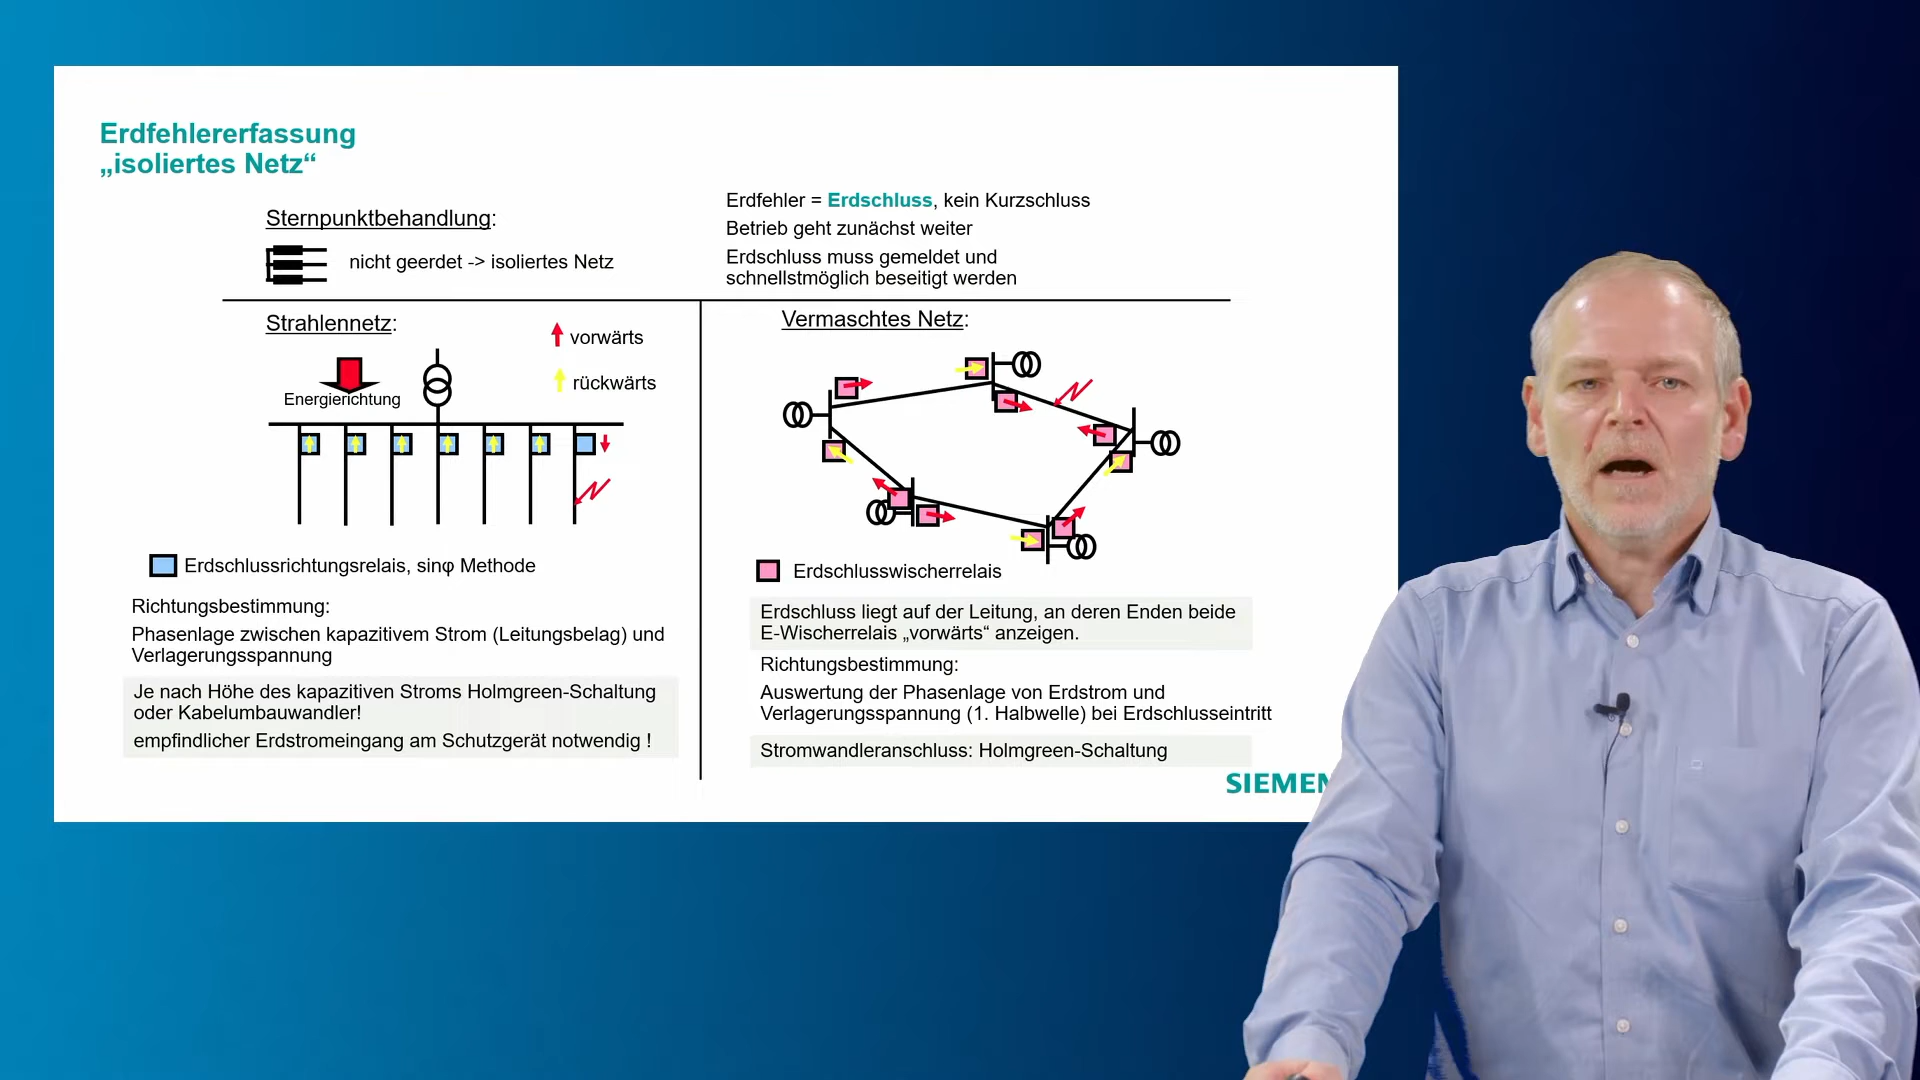 Erdfehlererfassung
„isoliertes Netz“
Sternpunktbehandlung:
nicht geerdet -> isoliertes Netz
Erdfehler = Erdschluss, kein Kurzschluss
Betrieb geht zunächst weiter
Erdschluss muss gemeldet und
schnellstmöglich beseitigt werden
Strahlennetz:
vorwärts
rückwärts
Energierichtung
Erdschlussrichtungsrelais, sinφ Methode
Richtungsbestimmung:
Phasenlage zwischen kapazitivem Strom (Leitungsbelag) und
Verlagerungsspannung
Je nach Höhe des kapazitiven Stroms Holmgreen-Schaltung
oder Kabelumbauwandler!
empfindlicher Erdstromeingang am Schutzgerät notwendig !
Vermaschtes Netz:
Erdschlusswischerrelais
Erdschluss liegt auf der Leitung, an deren Enden beide
E-Wischerrelais „vorwärts“ anzeigen.
Richtungsbestimmung:
Auswertung der Phasenlage von Erdstrom und
Verlagerungsspannung (1. Halbwelle) bei Erdschlusseintritt
Stromwandleranschluss: Holmgreen-Schaltung
SIEMEN